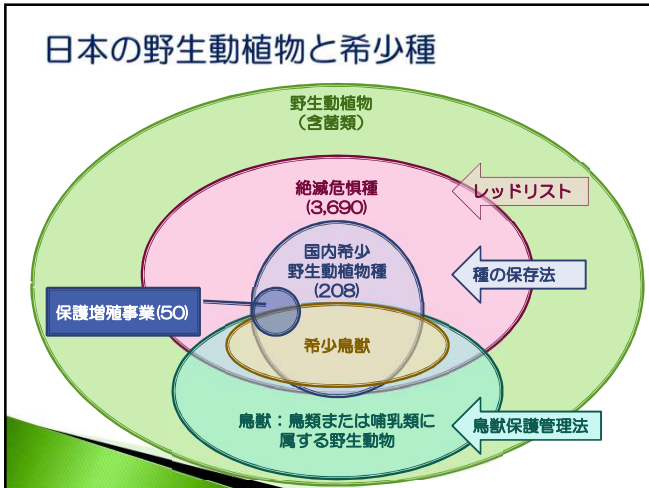 日本の野生動植物と希少種
野生動植物
（含菌類）
絶滅危惧種
(3,690)
レッドリスト
国内希少
野生動植物種
(208)
種の保存法
保護増殖事業(50)
希少鳥獣
鳥獣：鳥類または哺乳類に
属する野生動物
鳥獣保護管理法